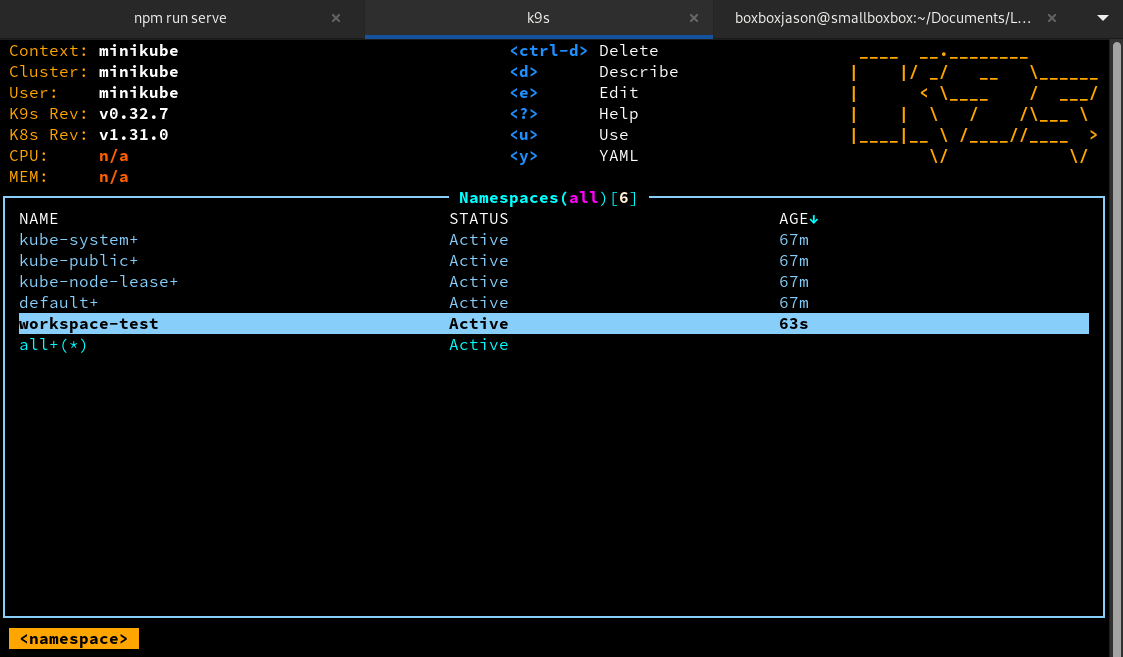 npm run serve × k9s × boxboxjason@smallboxbox:~/Documents/L... ×
Context: minikube <ctrl-d> Delete
Cluster: minikube <d> Describe
User: minikube <e> Edit
K9s Rev: v0.32.7 <?> Help
K8s Rev: v1.31.0 <u> Use
CPU: n/a <y> YAML
MEM: n/a
Namespaces(all)[6]
NAME STATUS AGE↓
kube-system+ Active 67m
kube-public+ Active 67m
kube-node-lease+ Active 67m
default+ Active 67m
workspace-test Active 63s
all+(*) Active
<namespace>